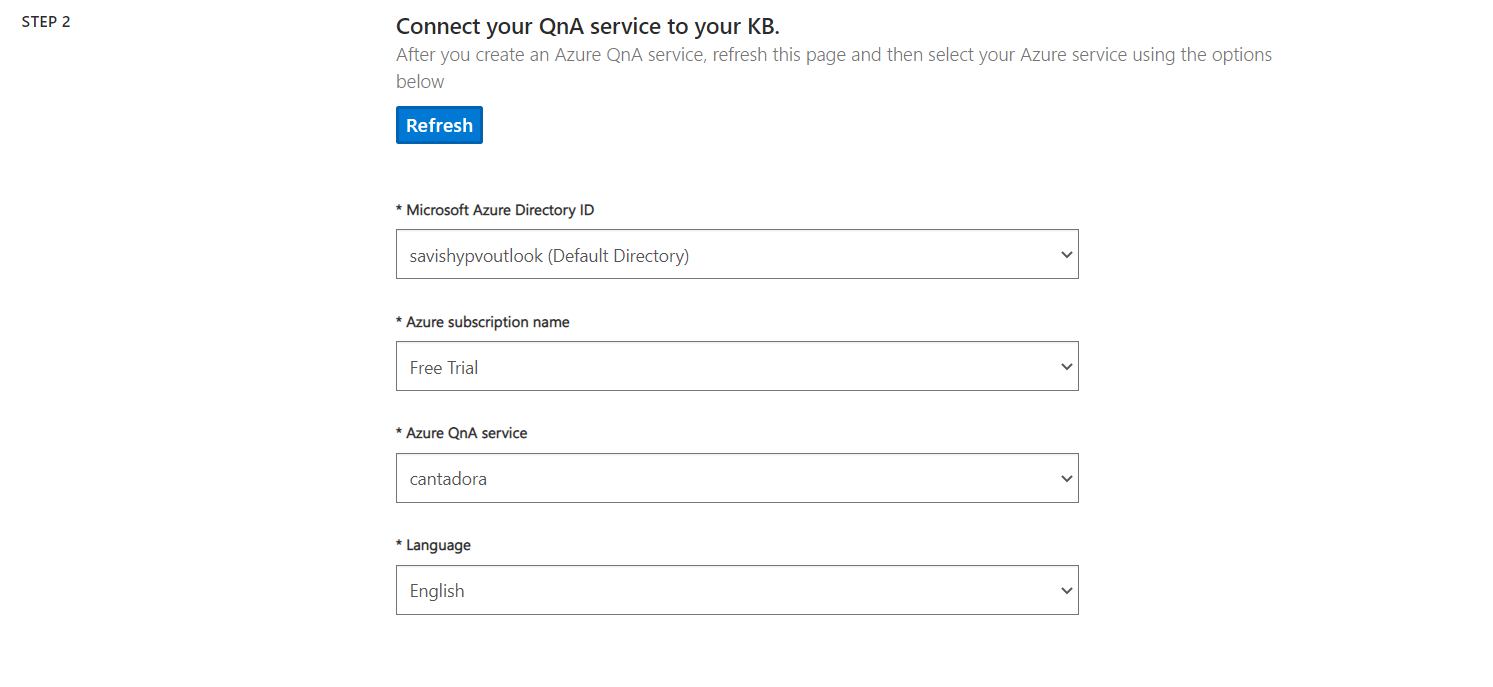 STEP 2
Connect your QnA service to your KB.
After you create an Azure QnA service, refresh this page and then select your Azure service using the options
below
Refresh
* Microsoft Azure Directory ID
savishypvoutlook (Default Directory)
* Azure subscription name
Free Trial
* Azure QnA service
cantadora
* Language
English